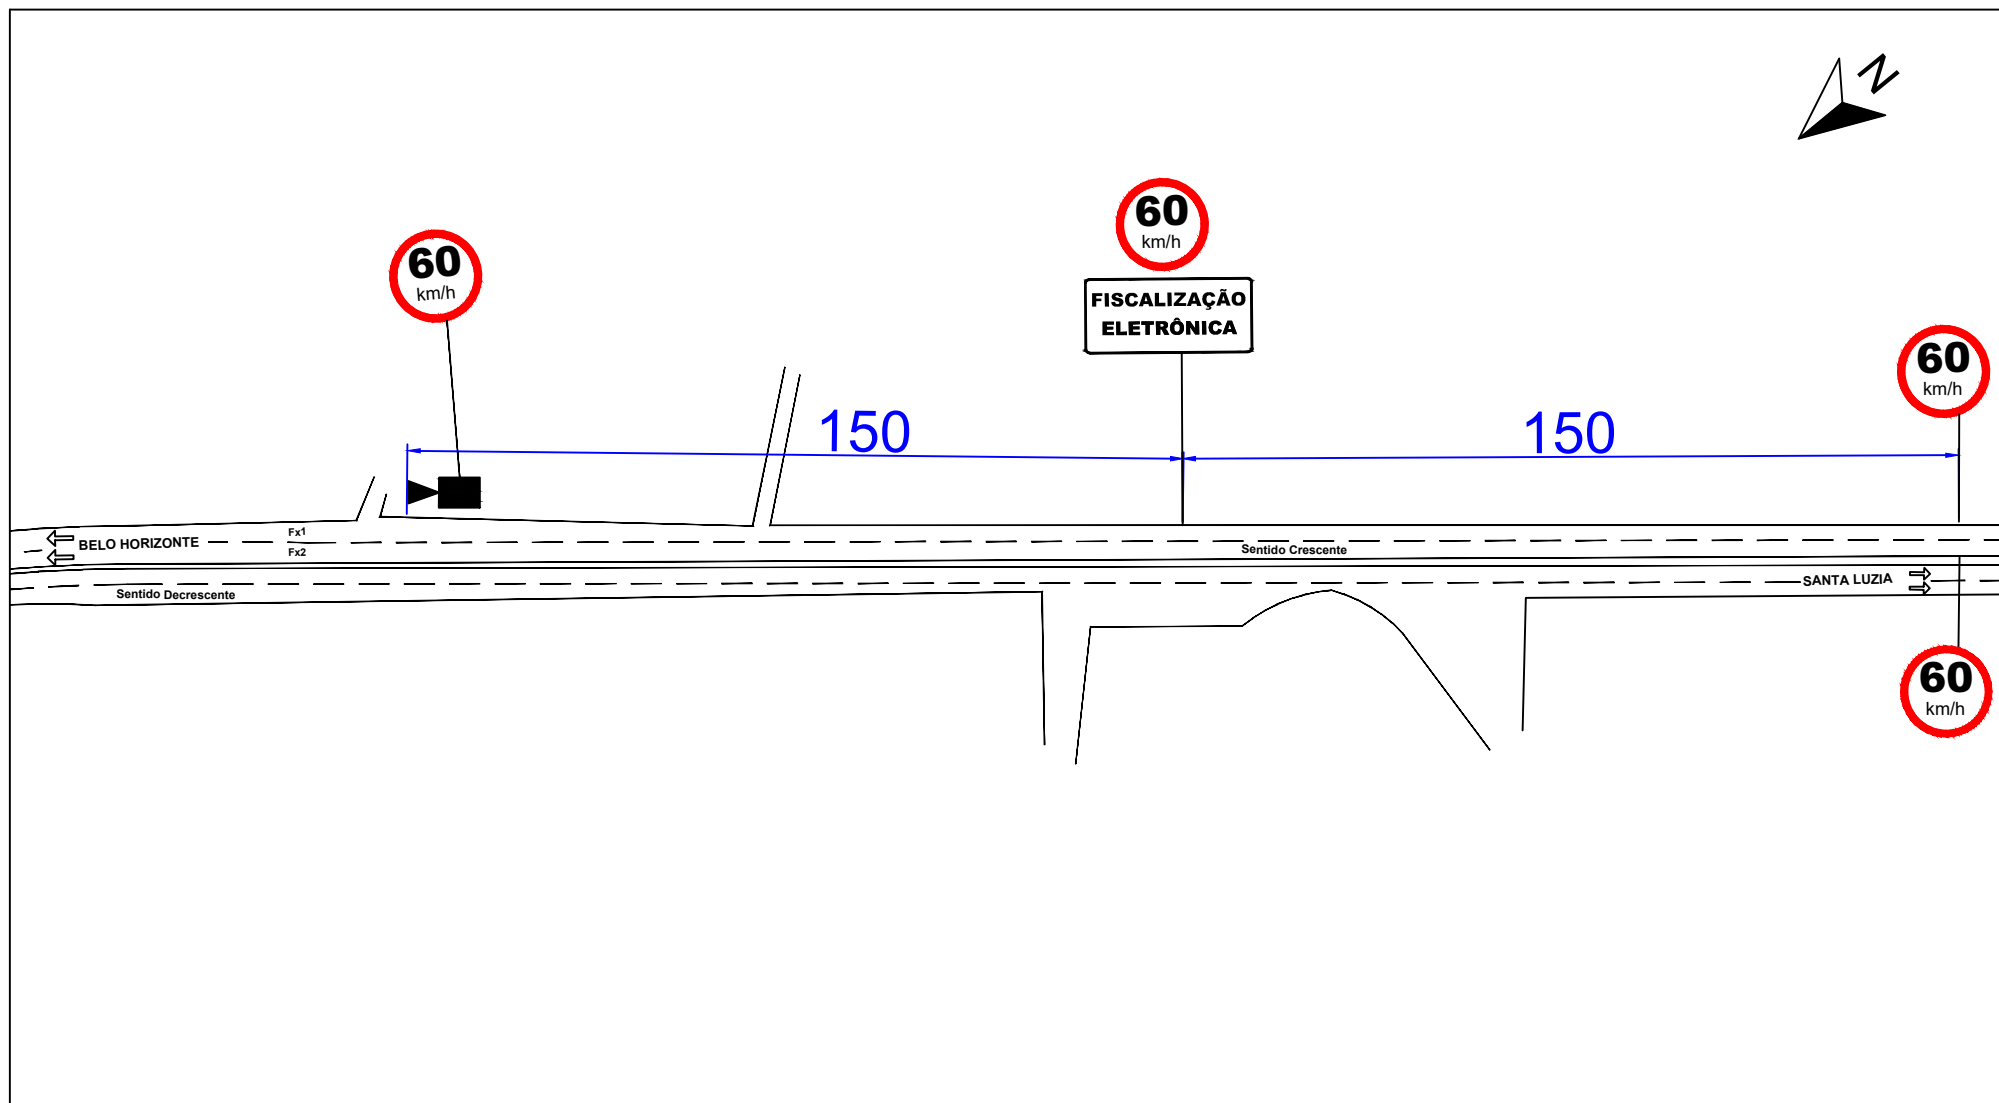 N
60
km/h
FISCALIZAÇÃO
ELETRÔNICA
60
km/h
60
km/h
150
150
Fx1
BELO HORIZONTE
Fx2
Sentido Crescente
SANTA LUZIA
Sentido Decrescente
60
km/h